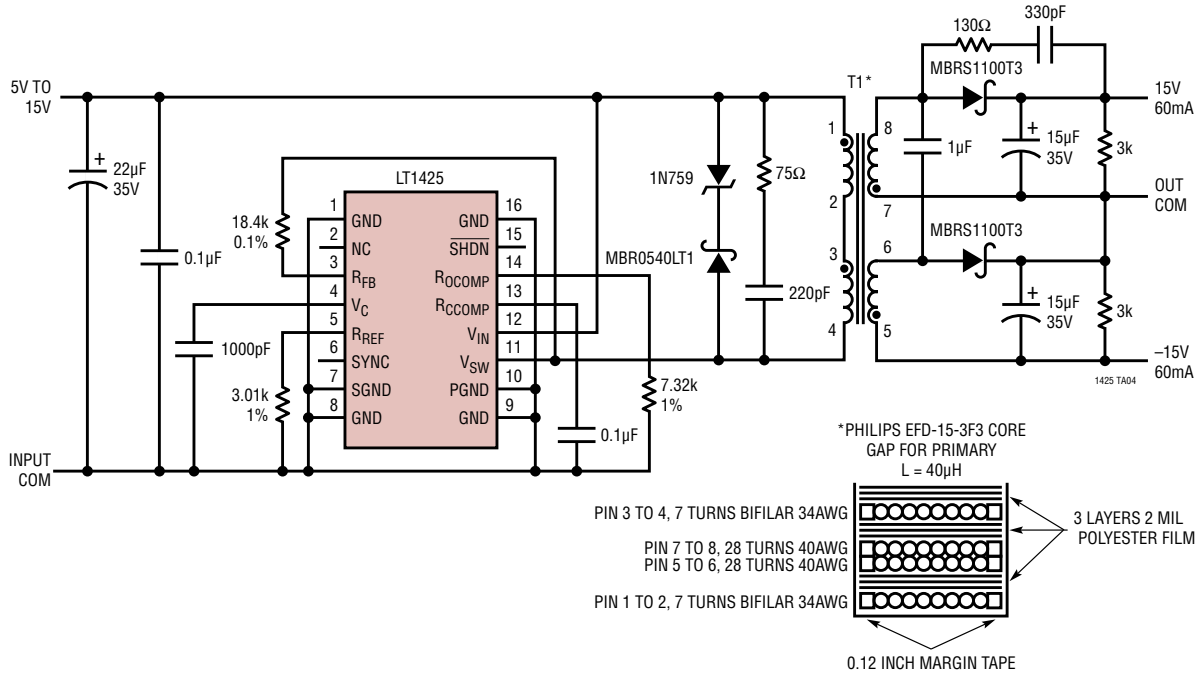 5V TO
15V
+
22µF
35V
0.1µF
1000pF
18.4k
0.1%
3.01k
1%
INPUT
COM
LT1425
1
GND
2
NC
3
RFB
4
VC
5
RREF
6
SYNC
7
SGND
8
GND
16
GND
15
SHDN
14
ROCOMP
13
RCCOMP
12
VIN
11
VSW
10
PGND
9
GND
7.32k
1%
0.1µF
1N759
MBR0540LT1
75Ω
220pF
T1*
1
2
3
4
8
7
6
5
130Ω
330pF
MBRS1100T3
1µF
+
15µF
35V
3k
15V
60mA
OUT
COM
MBRS1100T3
+
15µF
35V
3k
–15V
60mA
1425 TA04
*PHILIPS EFD-15-3F3 CORE
GAP FOR PRIMARY
L = 40µH
PIN 3 TO 4, 7 TURNS BIFILAR 34AWG
PIN 7 TO 8, 28 TURNS 40AWG
PIN 5 TO 6, 28 TURNS 40AWG
PIN 1 TO 2, 7 TURNS BIFILAR 34AWG
3 LAYERS 2 MIL
POLYESTER FILM
0.12 INCH MARGIN TAPE